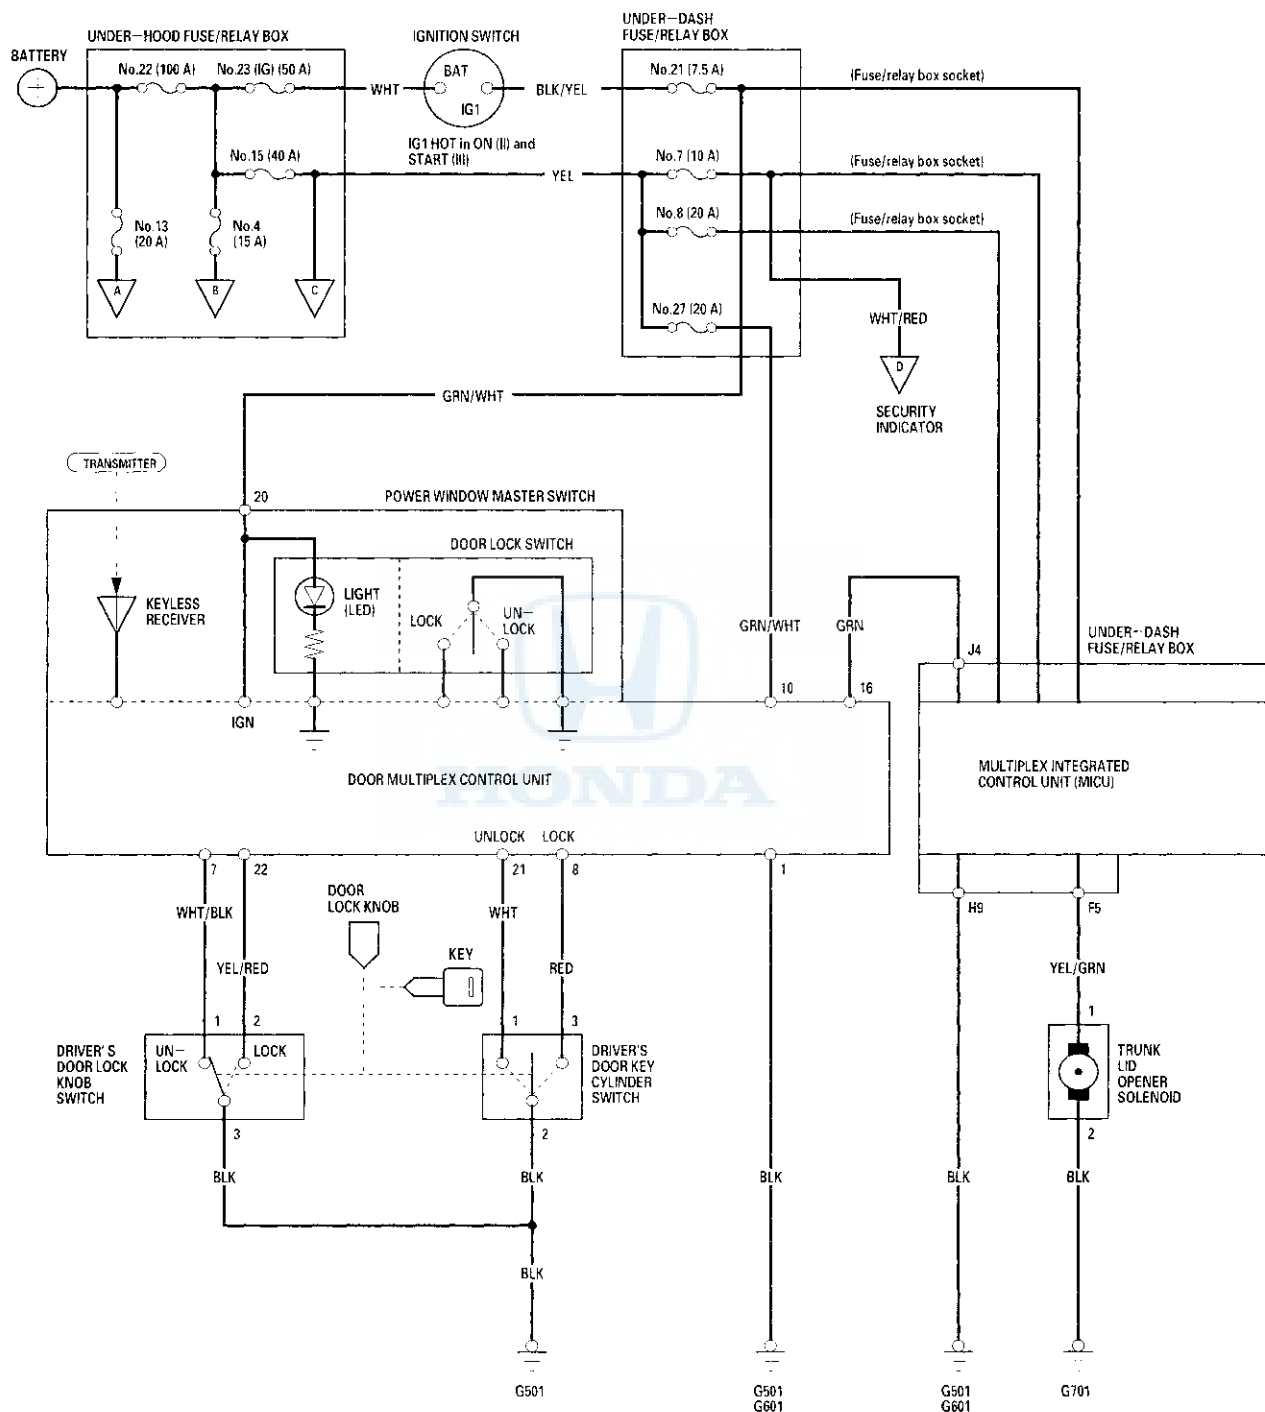 UNDER-DASH
FUSE/RELAY BOX
UNDER-HOOD FUSE/RELAY BOX
IGNITION SWITCH
BATTERY
No.22 (100 A)
No.23 (IG) (50 A)
WHT
BAT
IG1
BLK/YEL
No.21 (7.5 A)
(Fuse/relay box socket)
IG1 HOT in ON (II) and
START (III)
No.15 (40 A)
YEL
No.7 (10 A)
(Fuse/relay box socket)
No.8 (20 A)
(Fuse/relay box socket)
No.13
(20 A)
No.4
(15 A)
A
B
C
No.27 (20 A)
WHT/RED
D
SECURITY
INDICATOR
GRN/WHT
TRANSMITTER
20
POWER WINDOW MASTER SWITCH
DOOR LOCK SWITCH
KEYLESS
RECEIVER
LIGHT
(LED)
LOCK
UN-
LOCK
GRN/WHT
GRN
J4
UNDER-DASH
FUSE/RELAY BOX
IGN
10
16
HONDA
DOOR MULTIPLEX CONTROL UNIT
MULTIPLEX INTEGRATED
CONTROL UNIT (MICU)
UNLOCK
LOCK
7
22
21
8
1
H9
F5
WHT/BLK
YEL/RED
DOOR
LOCK KNOB
KEY
WHT
RED
YEL/GRN
1
2
1
3
1
DRIVER'S
DOOR LOCK
KNOB
SWITCH
UN-
LOCK
LOCK
DRIVER'S
DOOR KEY
CYLINDER
SWITCH
TRUNK
LID
OPENER
SOLENOID
3
2
2
BLK
BLK
BLK
BLK
BLK
BLK
G501
G501
G601
G501
G601
G701